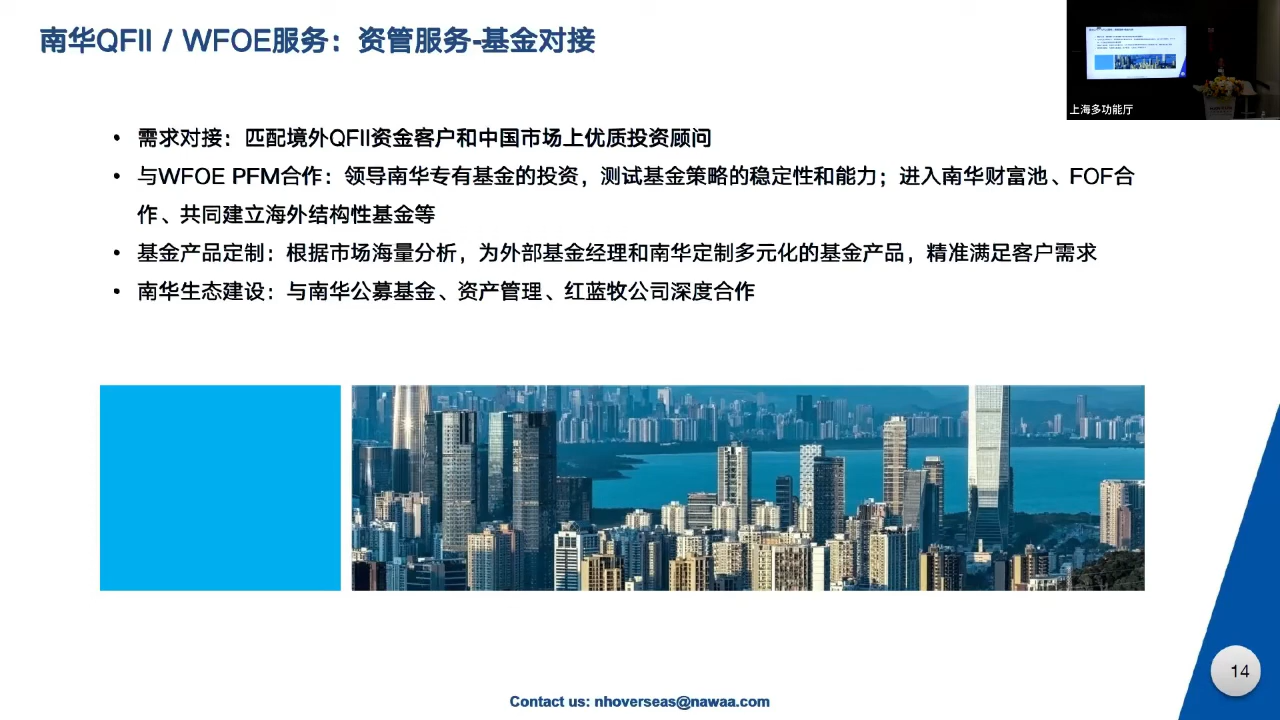 南华QFII / WFOE服务：资管服务-基金对接
上海多功能厅
• 需求对接：匹配境外QFII资金客户和中国市场上优质投资顾问
• 与WFOE PFM合作：领导南华专有基金的投资，测试基金策略的稳定性和能力；进入南华财富池、FOF合
作、共同建立海外结构性基金等
• 基金产品定制：根据市场海量分析，为外部基金经理和南华定制多元化的基金产品，精准满足客户需求
• 南华生态建设：与南华公募基金、资产管理、红蓝牧公司深度合作
14
Contact us: nhoverseas@nawaa.com